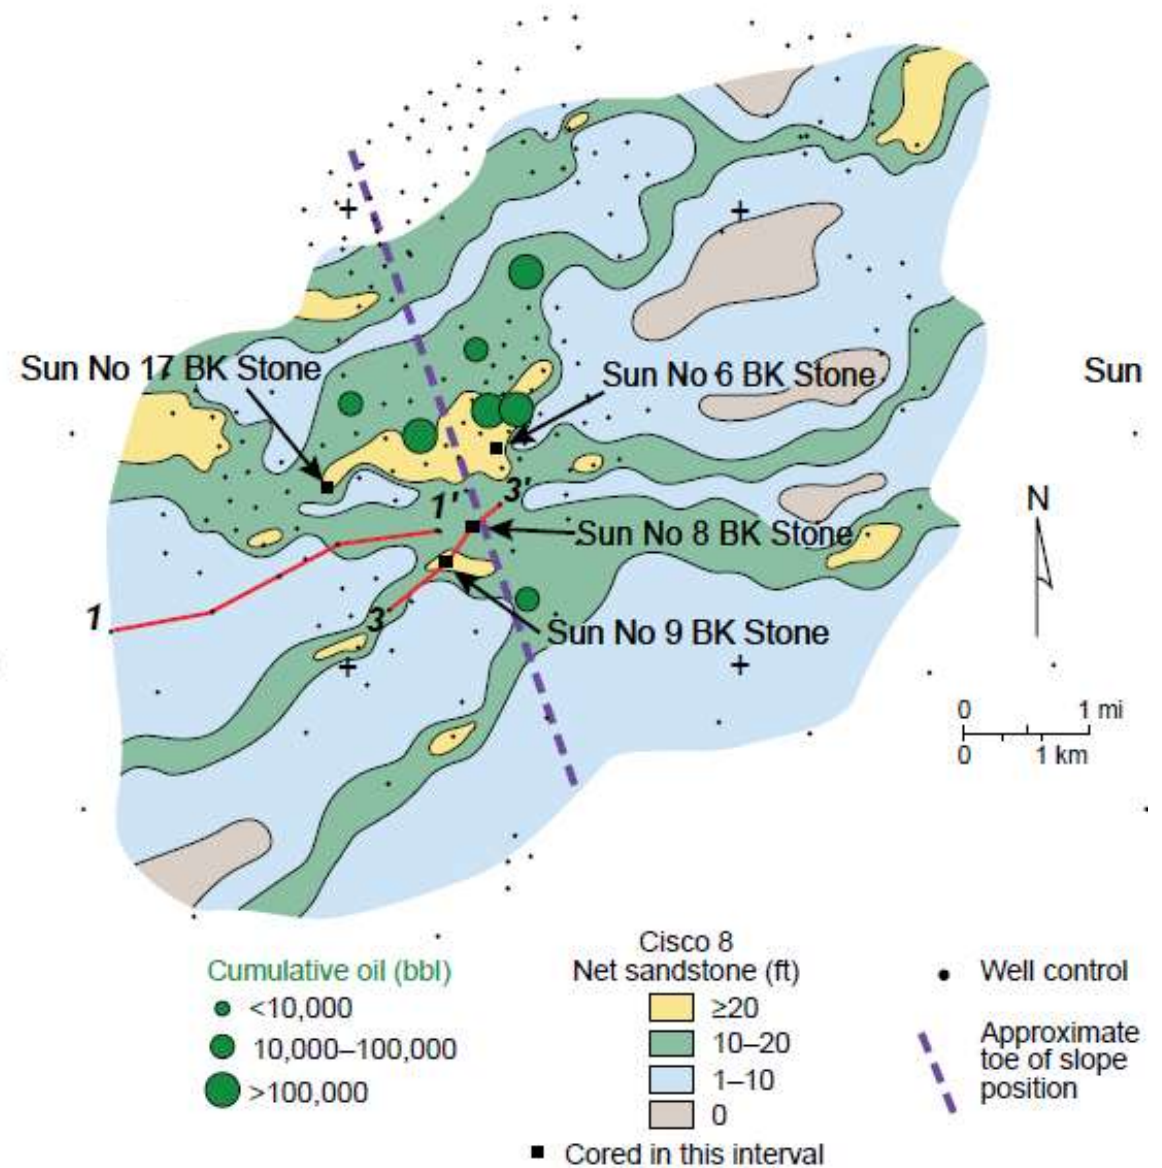 Sun No 17 BK Stone
Sun No 6 BK Stone
Sun
1'
3'
N
Sun No 8 BK Stone
1
3
Sun No 9 BK Stone
0 1 mi
0 1 km
Cumulative oil (bbl)
<10,000
10,000–100,000
>100,000
Cisco 8
Net sandstone (ft)
≥20
10–20
1–10
0
Cored in this interval
Well control
Approximate
toe of slope
position